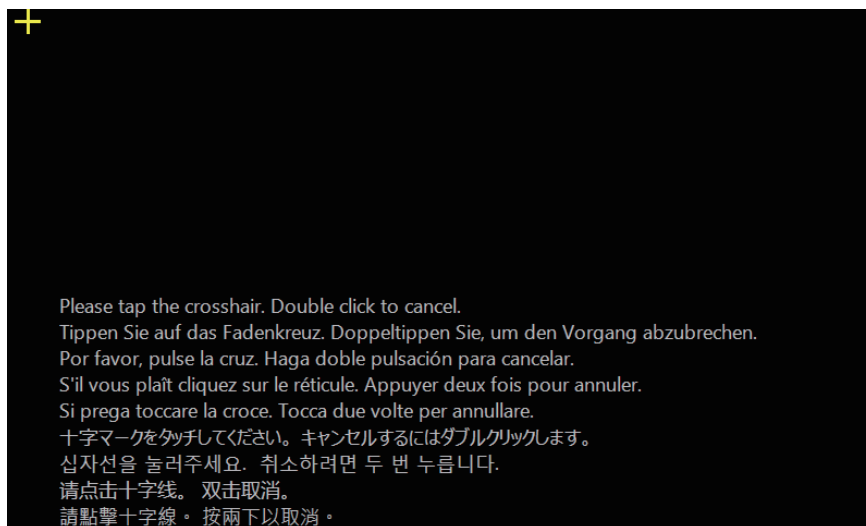 Please tap the crosshair. Double click to cancel.
Tippen Sie auf das Fadenkreuz. Doppeltippen Sie, um den Vorgang abzubrechen.
Por favor, pulse la cruz. Haga doble pulsación para cancelar.
S'il vous plaît cliquez sur le réticule. Appuyer deux fois pour annuler.
Si prega toccare la croce. Tocca due volte per annullare.
十字マークをタッチしてください。キャンセルするにはダブルクリックします。
십자선을 눌러주세요. 취소하려면 두 번 누릅니다.
请点击十字线。 双击取消。
請點擊十字線。按兩下以取消。